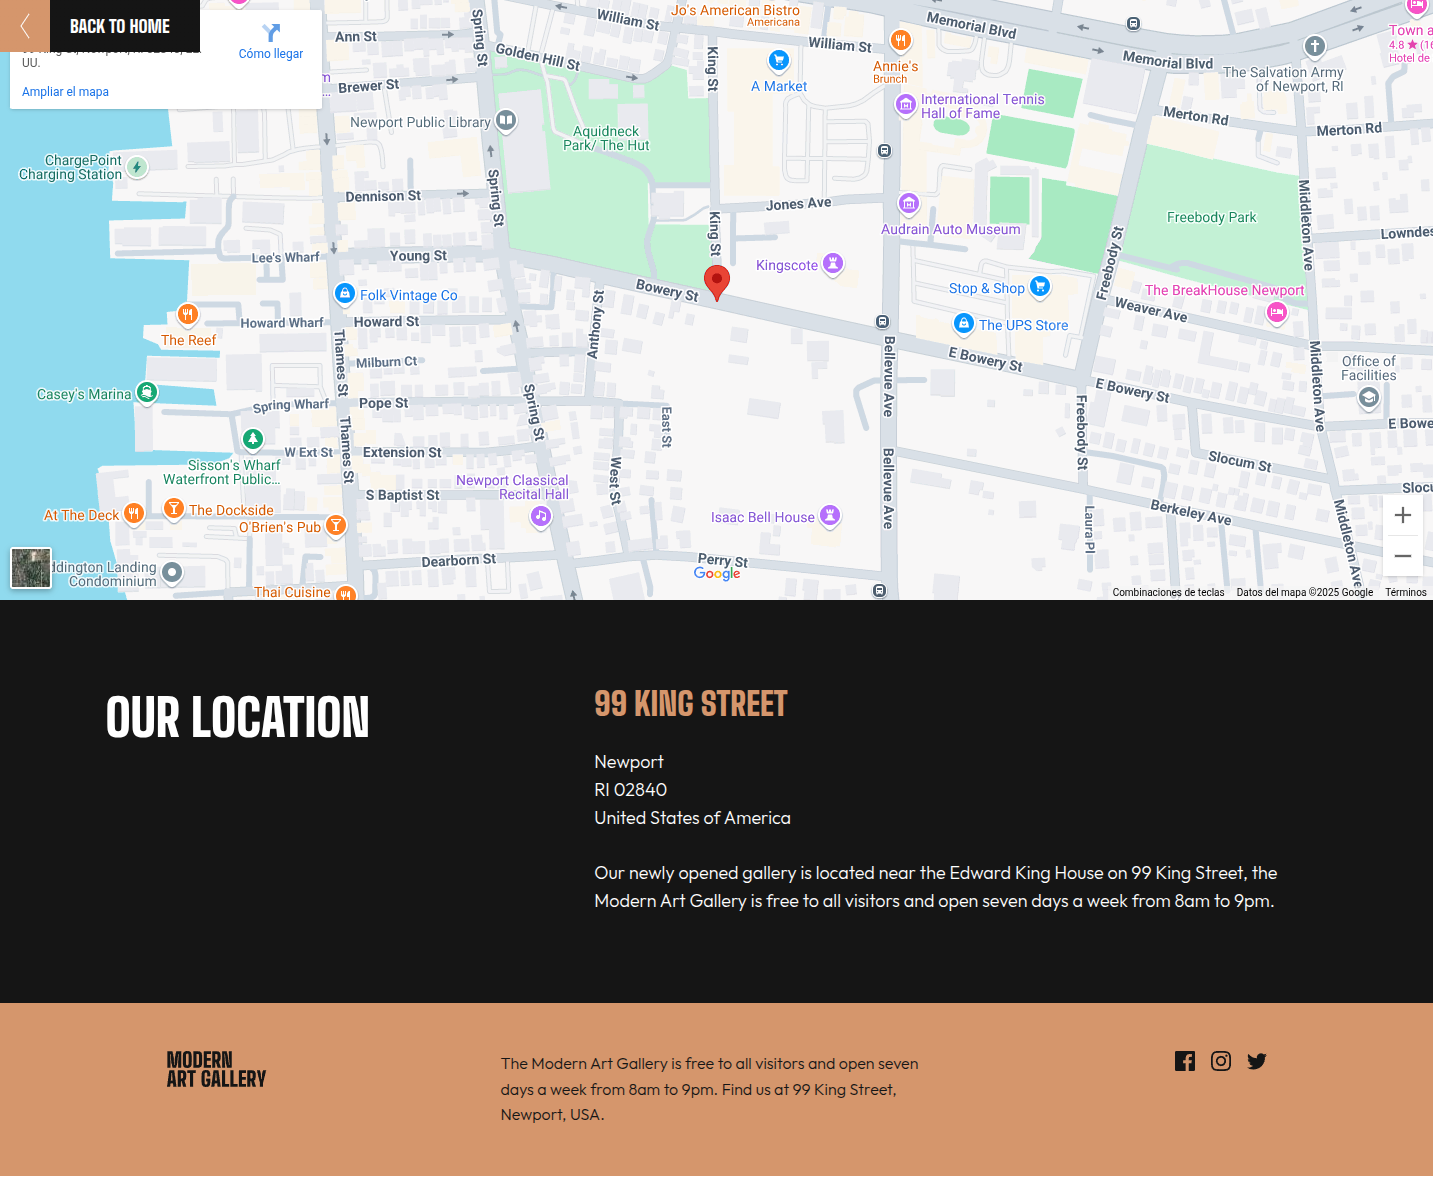 BACK TO HOME
UU.
Cómo llegar
Ampliar el mapa
Jo's American Bistro
Americana
William St
Memorial Blvd
Town a
4.8 ★ (16
Hotel de
Ann St
Spring St
Golden Hill St
King St
William St
Annie's
Brunch
Memorial Blvd
The Salvation Army
of Newport, RI
A Market
Brewer St
International Tennis
Hall of Fame
Merton Rd
Merton Rd
Newport Public Library
Aquidneck
Park/ The Hut
ChargePoint
Charging Station
Dennison St
Spring St
Jones Ave
Middleton Ave
King St
Freebody Park
Audrain Auto Museum
Lowndes
Lee's Wharf
Young St
Kingscote
Freebody St
Bowery St
Stop & Shop
The BreakHouse Newport
Folk Vintage Co
Weaver Ave
Howard Wharf
Howard St
Anthony St
The UPS Store
The Reef
Thames St
Milburn Ct
Bellevue Ave
E Bowery St
Middleton Ave
Office of
Facilities
Casey's Marina
Spring Wharf
Pope St
Spring St
East St
E Bowery St
Freebody St
E Bowe
Thames St
W Ext St
Extension St
Sisson's Wharf
Waterfront Public...
Slocum St
West St
Bellevue Ave
Newport Classical
Recital Hall
S Baptist St
Slocu
At The Deck
The Dockside
O'Brien's Pub
Isaac Bell House
Berkeley Ave
Laura Pl
Middleton Ave
Dearborn St
Perry St
Google
ddington Landing
Condominium
Thai Cuisine
Combinaciones de teclas
Datos del mapa ©2025 Google
Términos
OUR LOCATION
99 KING STREET
Newport
RI 02840
United States of America
Our newly opened gallery is located near the Edward King House on 99 King Street, the
Modern Art Gallery is free to all visitors and open seven days a week from 8am to 9pm.
MODERN
ART GALLERY
The Modern Art Gallery is free to all visitors and open seven
days a week from 8am to 9pm. Find us at 99 King Street,
Newport, USA.